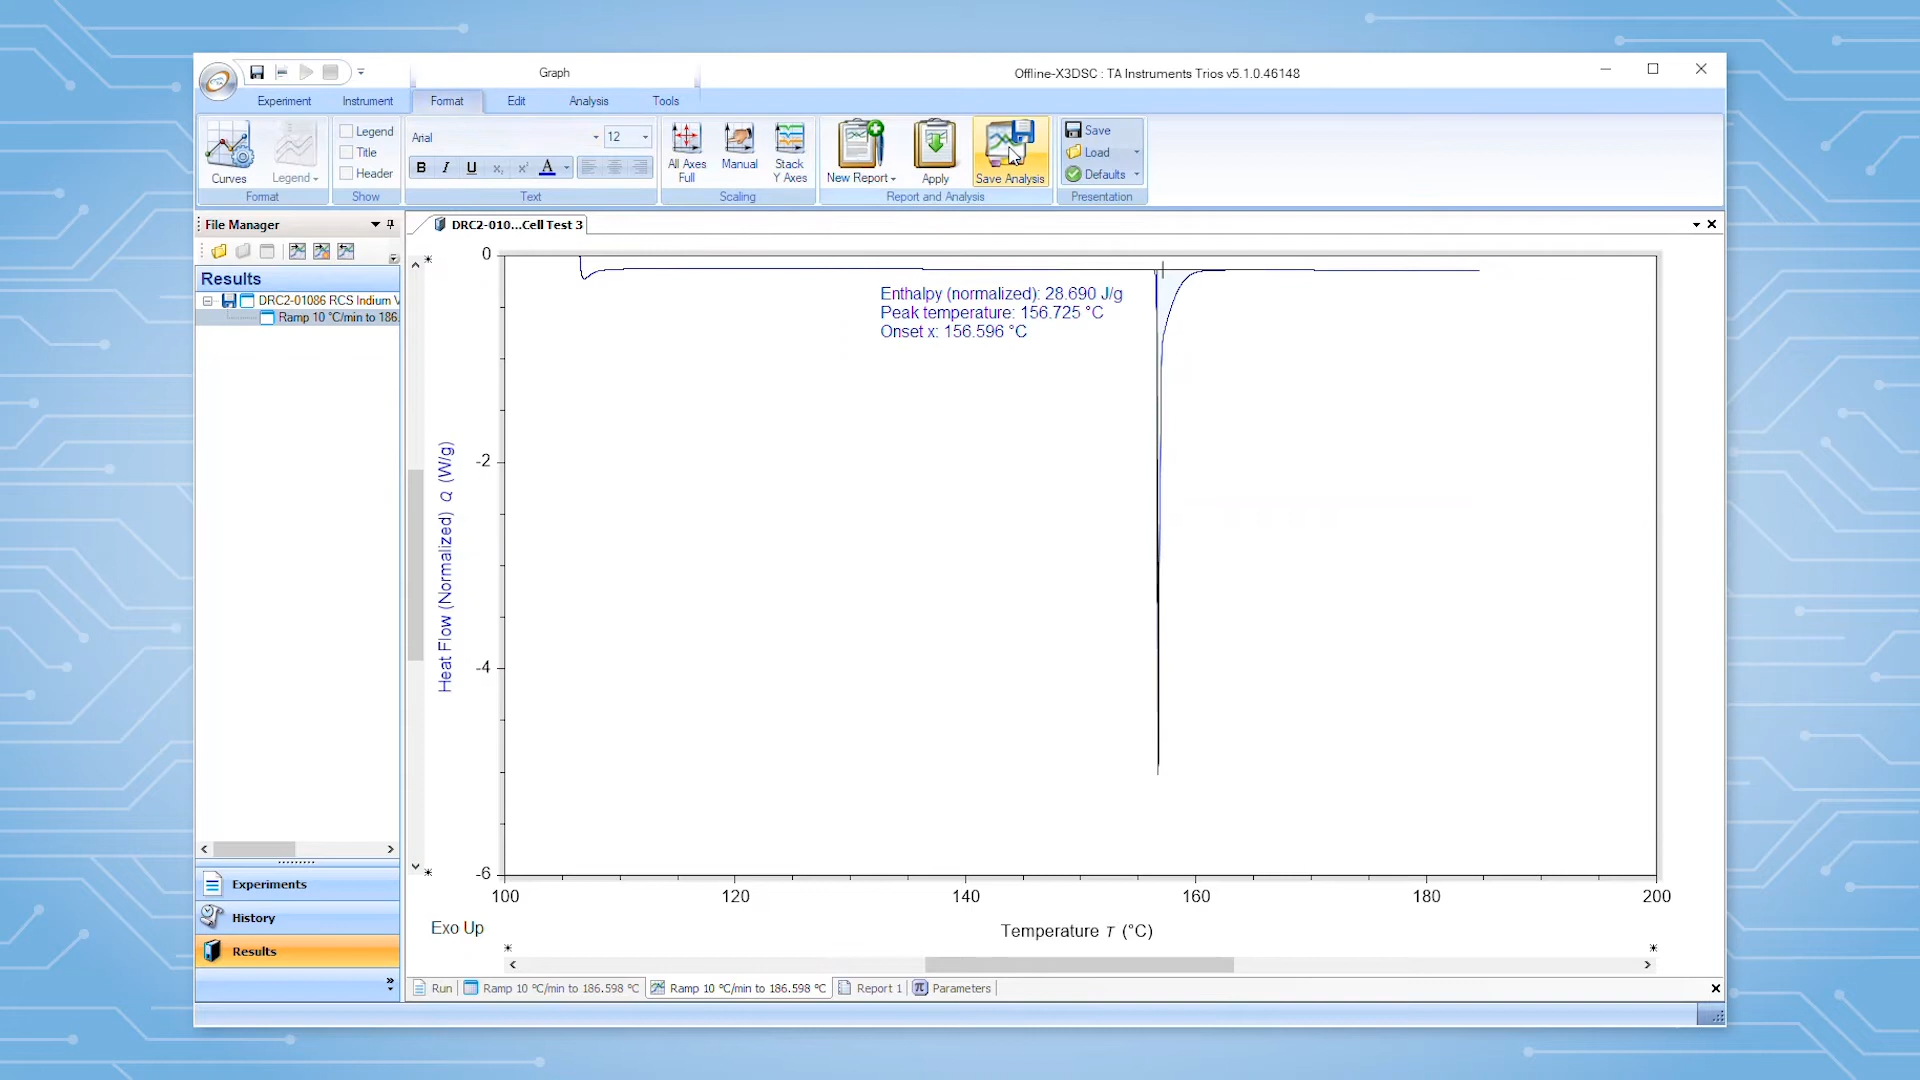 Graph
Offline-X3DSC : TA Instruments Trios v5.1.0.46148
Experiment
Instrument
Format
Edit
Analysis
Tools
Curves
Legend
Format
Legend
Title
Header
Show
Arial
12
B I U x₂ x² A
Text
All Axes
Full
Manual
Stack
Y Axes
Scaling
New Report
Apply
Save Analysis
Report and Analysis
Save
Load
Defaults
Presentation
File Manager
DRC2-010...Cell Test 3
Results
DRC2-01086 RCS Indium V
Ramp 10 °C/min to 186.
Experiments
History
Results
Enthalpy (normalized): 28.690 J/g
Peak temperature: 156.725 °C
Onset x: 156.596 °C
0
-2
-4
-6
Heat Flow (Normalized) Q (W/g)
100
120
140
160
180
200
Exo Up
Temperature T (°C)
Run
Ramp 10 °C/min to 186.598 °C
Ramp 10 °C/min to 186.598 °C
Report 1
π Parameters